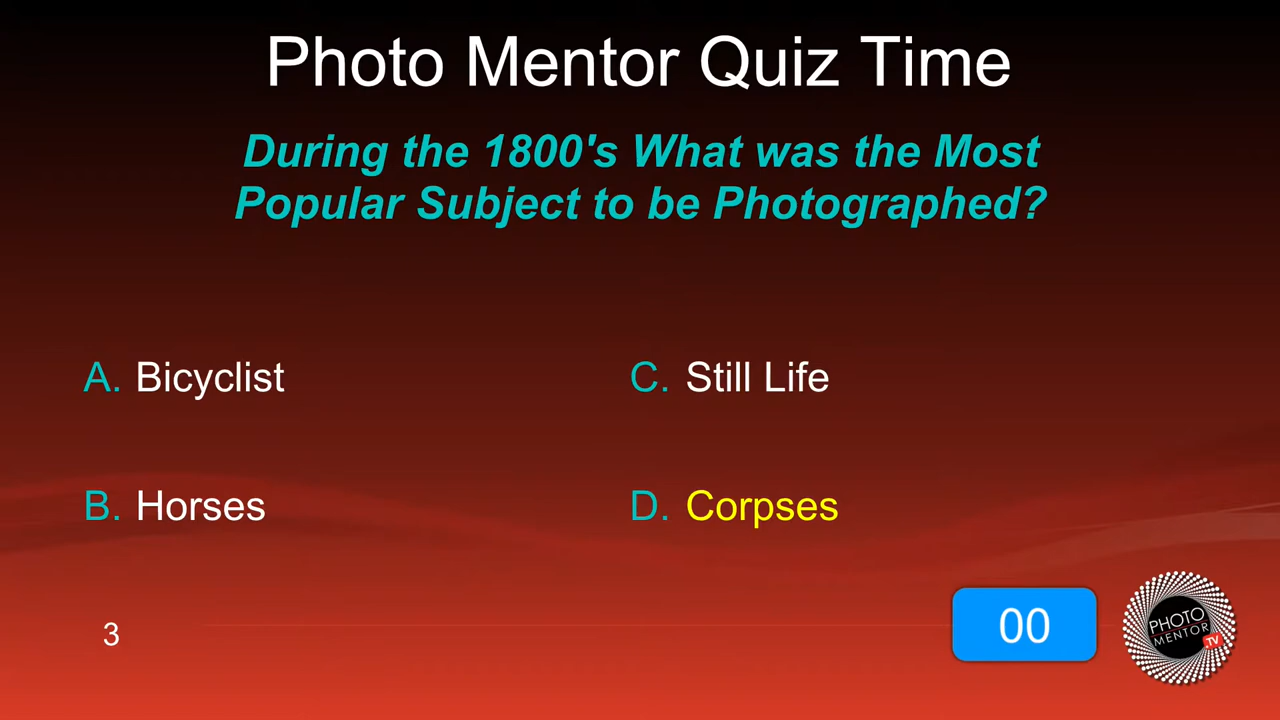 Photo Mentor Quiz Time
During the 1800's What was the Most
Popular Subject to be Photographed?
A. Bicyclist
C. Still Life
B. Horses
D. Corpses
3
00
PHOTO
MENTOR
TV